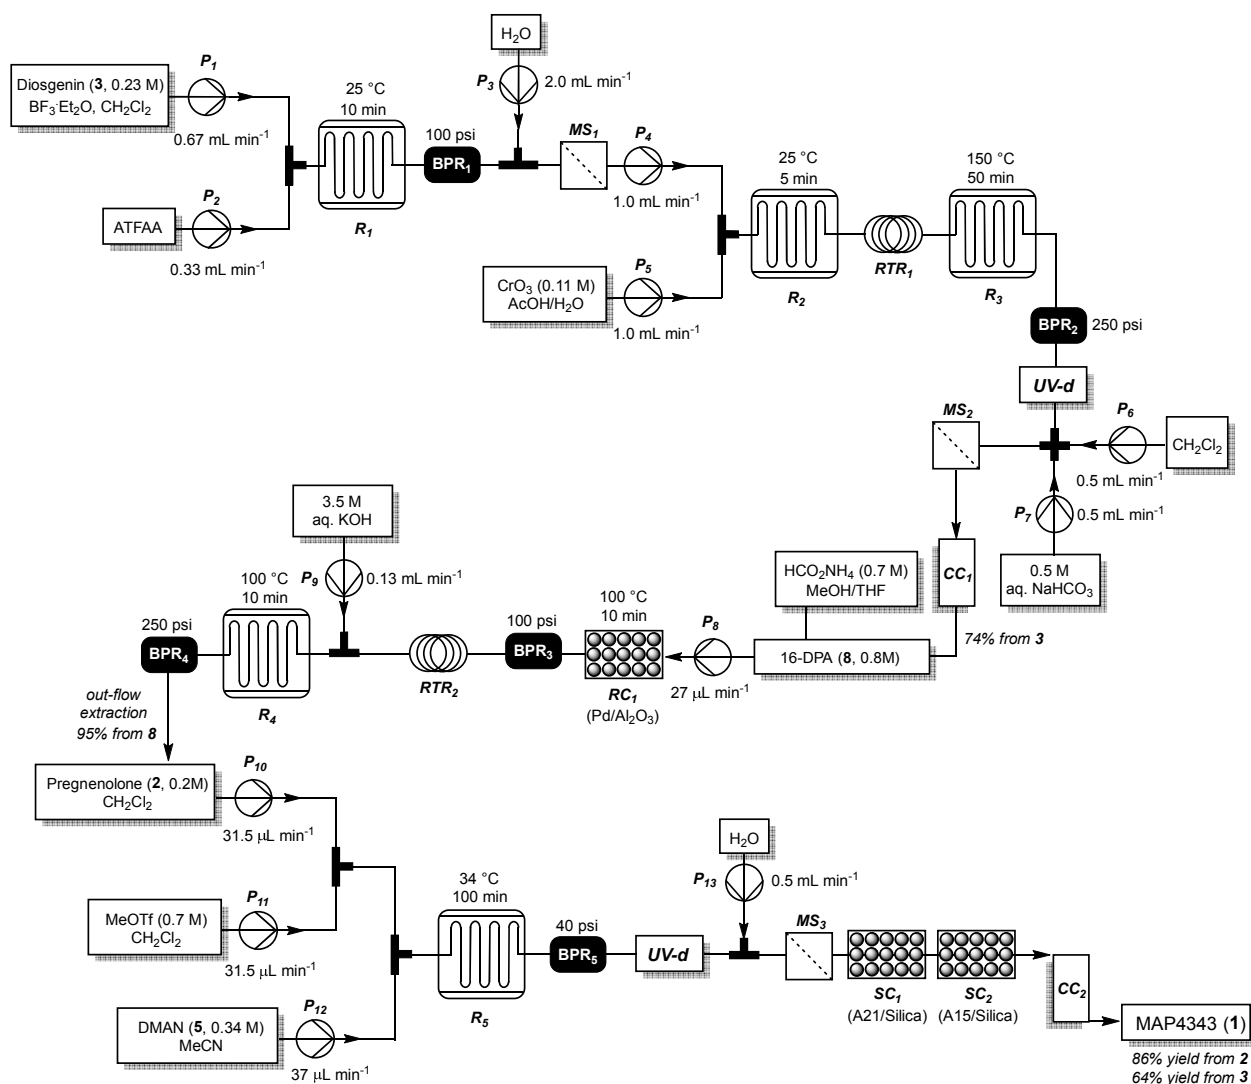 H₂O
P₃
2.0 mL min⁻¹
P₁
Diosgenin (3, 0.23 M)
BF₃·Et₂O, CH₂Cl₂
0.67 mL min⁻¹
25 °C
10 min
R₁
100 psi
BPR₁
MS₁
P₄
1.0 mL min⁻¹
P₂
ATFAA
0.33 mL min⁻¹
25 °C
5 min
R₂
RTR₁
150 °C
50 min
R₃
P₅
CrO₃ (0.11 M)
AcOH/H₂O
1.0 mL min⁻¹
BPR₂
250 psi
UV-d
MS₂
P₆
CH₂Cl₂
0.5 mL min⁻¹
P₇
0.5 mL min⁻¹
0.5 M
aq. NaHCO₃
CC₁
74% from 3
HCO₂NH₄ (0.7 M)
MeOH/THF
16-DPA (8, 0.8M)
P₈
27 µL min⁻¹
100 °C
10 min
RC₁
(Pd/Al₂O₃)
100 psi
BPR₃
RTR₂
3.5 M
aq. KOH
P₉
0.13 mL min⁻¹
100 °C
10 min
R₄
250 psi
BPR₄
out-flow
extraction
95% from 8
Pregnenolone (2, 0.2M)
CH₂Cl₂
P₁₀
31.5 µL min⁻¹
MeOTf (0.7 M)
CH₂Cl₂
P₁₁
31.5 µL min⁻¹
DMAN (5, 0.34 M)
MeCN
P₁₂
37 µL min⁻¹
34 °C
100 min
R₅
40 psi
BPR₅
UV-d
H₂O
P₁₃
0.5 mL min⁻¹
MS₃
SC₁
(A21/Silica)
SC₂
(A15/Silica)
CC₂
MAP4343 (1)
86% yield from 2
64% yield from 3